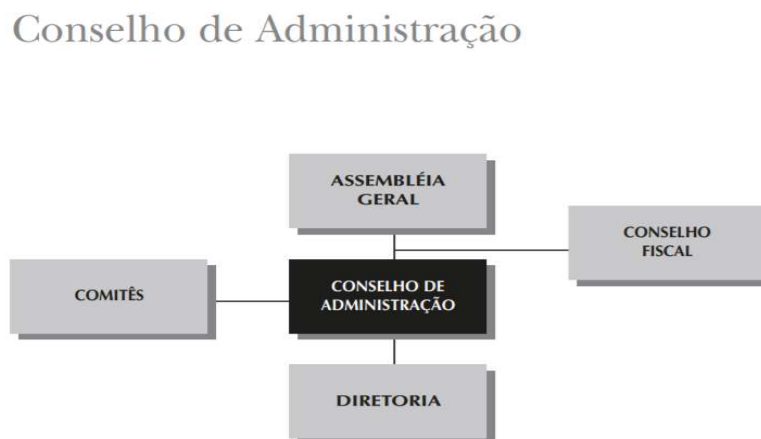 Conselho de Administração
ASSEMBLÉIA
GERAL
CONSELHO
FISCAL
COMITÊS
CONSELHO DE
ADMINISTRAÇÃO
DIRETORIA